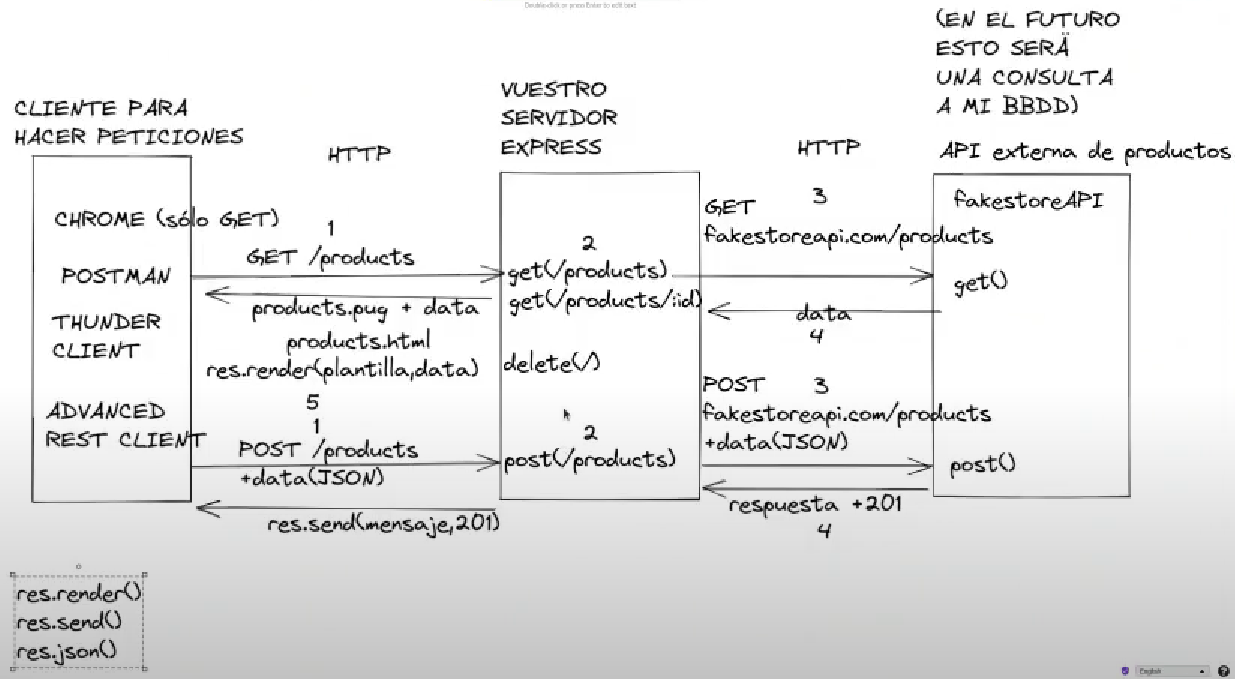 Double-click or press Enter to edit text
(EN EL FUTURO
ESTO SERÄ
UNA CONSULTA
A MI BBDD)
CLIENTE PARA
HACER PETICIONES
HTTP
VUESTRO
SERVIDOR
EXPRESS
HTTP
API externa de productos
CHROME (sólo GET)
POSTMAN
THUNDER
CLIENT
ADVANCED
REST CLIENT
1
GET /products
products.pug + data
products.html
res.render(plantilla,data)
5
1
POST /products
+data(JSON)
res.send(mensaje,201)
2
get(/products)
get(/products/:id)
delete(/)
2
post(/products)
GET
3
fakestoreapi.com/products
data
4
POST
3
fakestoreapi.com/products
+data(JSON)
respuesta +201
4
fakestoreAPI
get()
post()
res.render()
res.send()
res.json()
English